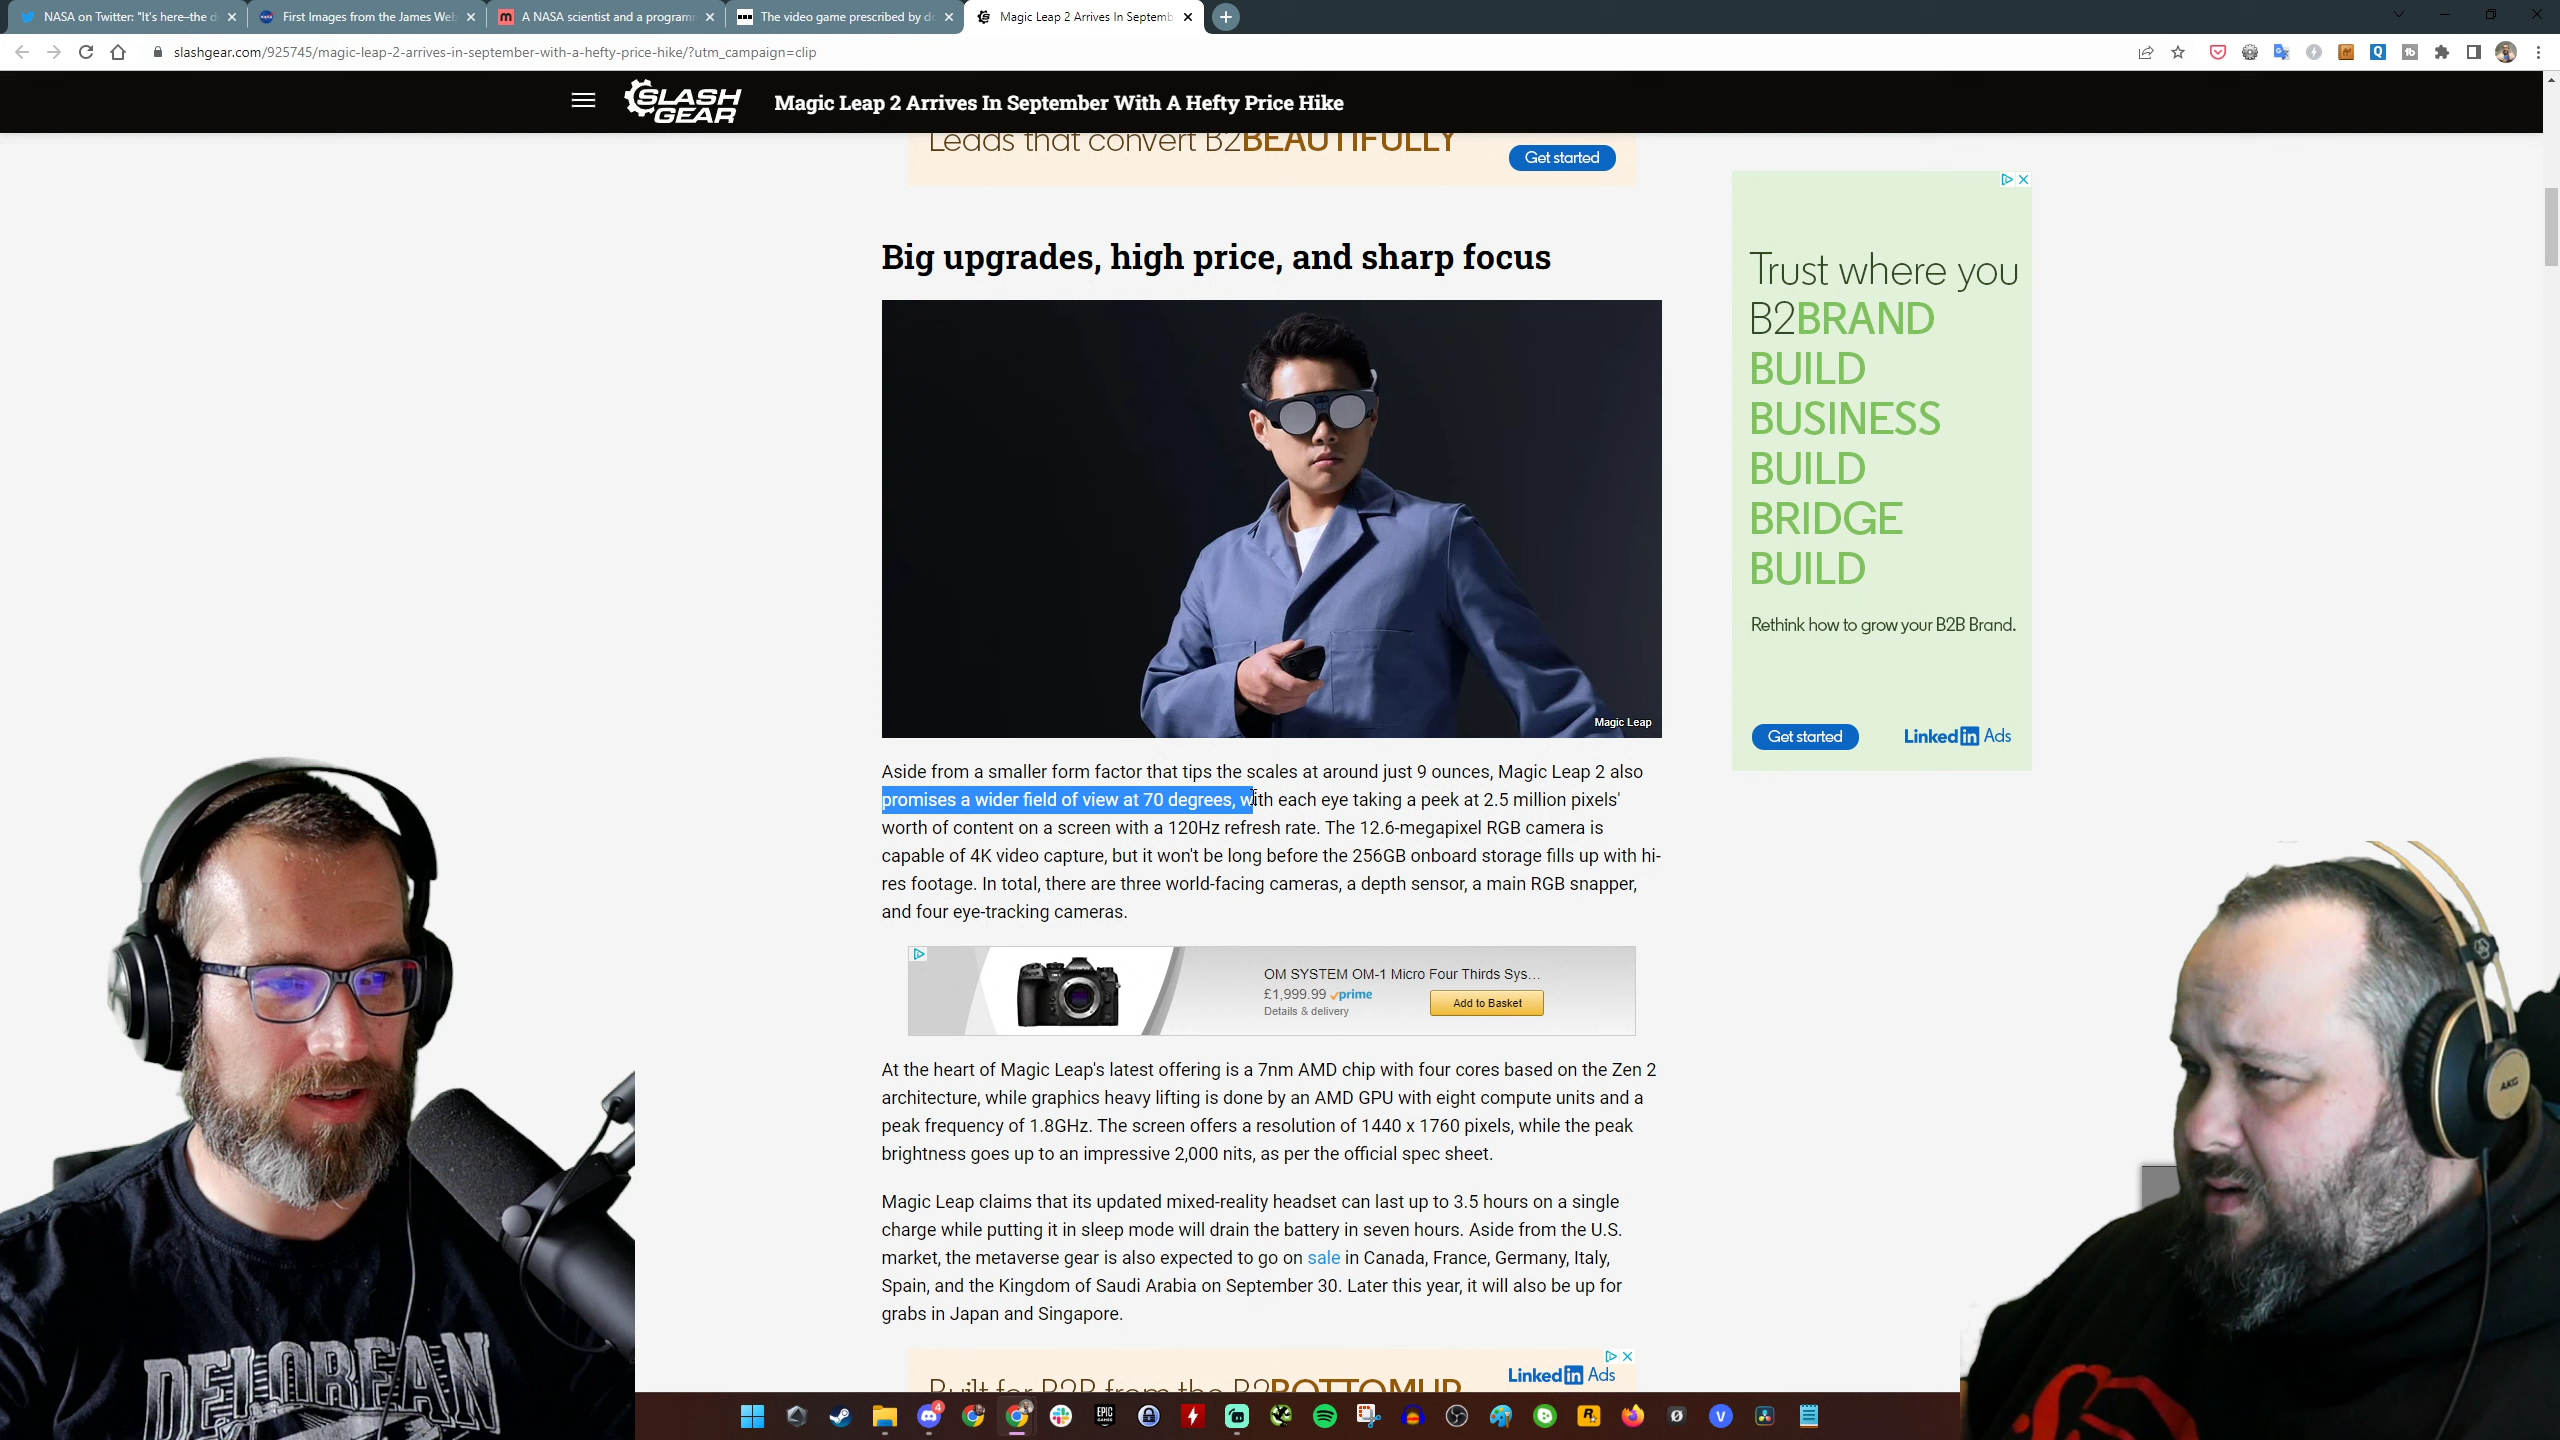 NASA on Twitter: "It's here–the d
First Images from the James Web
A NASA scientist and a program
The video game prescribed by do
Magic Leap 2 Arrives In Septemb
slashgear.com/925745/magic-leap-2-arrives-in-september-with-a-hefty-price-hike/?utm_campaign=clip
SLASH
GEAR
Magic Leap 2 Arrives In September With A Hefty Price Hike
Leads that convert B2BEAUTIFULLY
Get started
Big upgrades, high price, and sharp focus
Magic Leap
Trust where you
B2BRAND
BUILD
BUSINESS
BUILD
BRIDGE
BUILD
Rethink how to grow your B2B Brand.
Get started
Linked in Ads
Aside from a smaller form factor that tips the scales at around just 9 ounces, Magic Leap 2 also
promises a wider field of view at 70 degrees, with each eye taking a peek at 2.5 million pixels'
worth of content on a screen with a 120Hz refresh rate. The 12.6-megapixel RGB camera is
capable of 4K video capture, but it won't be long before the 256GB onboard storage fills up with hi-
res footage. In total, there are three world-facing cameras, a depth sensor, a main RGB snapper,
and four eye-tracking cameras.
OM SYSTEM OM-1 Micro Four Thirds Sys...
£1,999.99 prime
Details & delivery
Add to Basket
At the heart of Magic Leap's latest offering is a 7nm AMD chip with four cores based on the Zen 2
architecture, while graphics heavy lifting is done by an AMD GPU with eight compute units and a
peak frequency of 1.8GHz. The screen offers a resolution of 1440 x 1760 pixels, while the peak
brightness goes up to an impressive 2,000 nits, as per the official spec sheet.
Magic Leap claims that its updated mixed-reality headset can last up to 3.5 hours on a single
charge while putting it in sleep mode will drain the battery in seven hours. Aside from the U.S.
market, the metaverse gear is also expected to go on sale in Canada, France, Germany, Italy,
Spain, and the Kingdom of Saudi Arabia on September 30. Later this year, it will also be up for
grabs in Japan and Singapore.
Built for B2B from the B2BOTTOMUP
Linked in Ads
DELOREAN
AKG
4
EPIC
GAMES